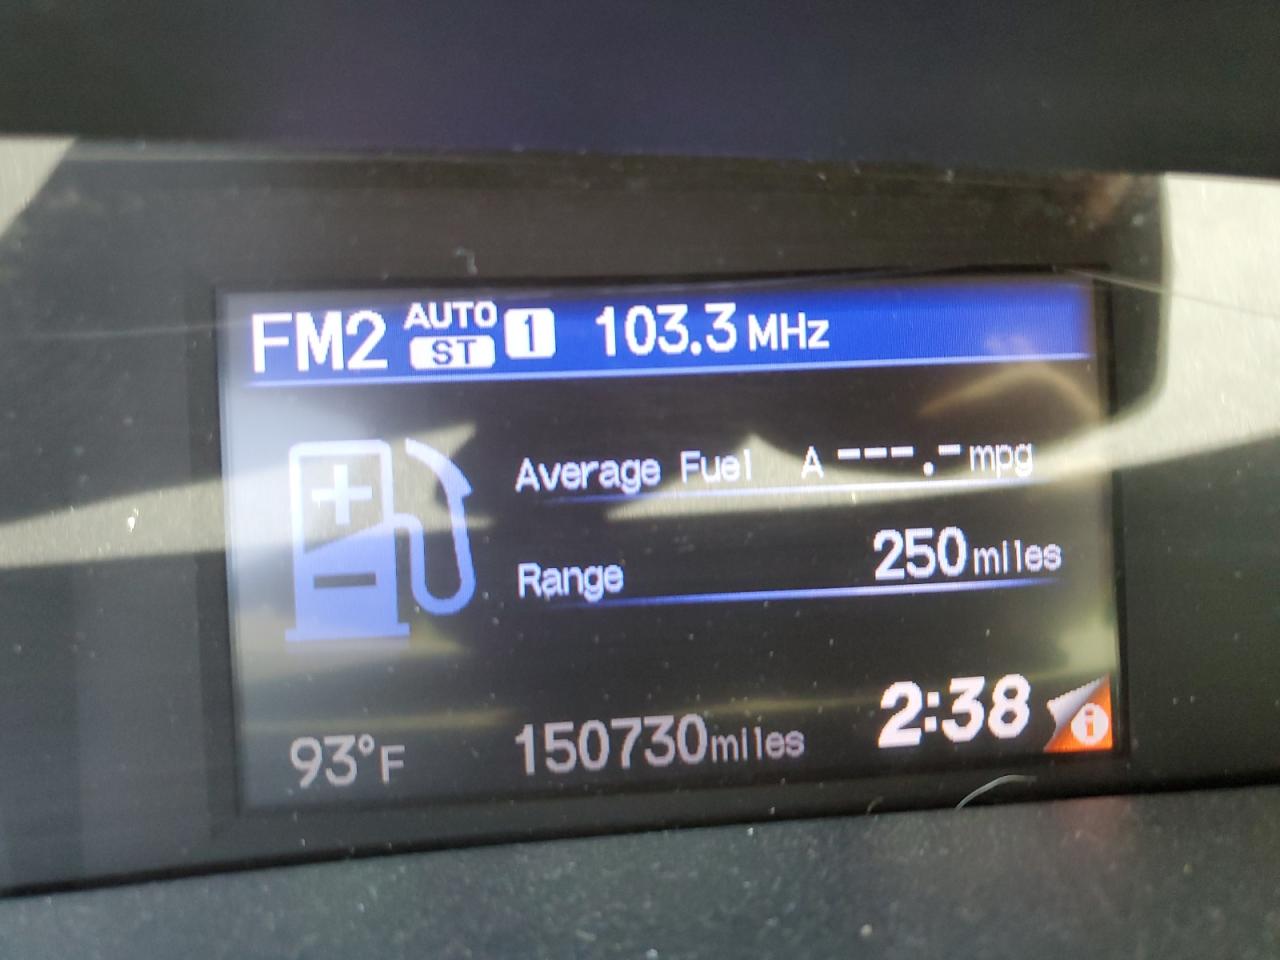 FM2 AUTO ST 1 103.3 MHz
Average Fuel A ---.- mpg
Range 250 miles
93°F 150730 miles 2:38 i